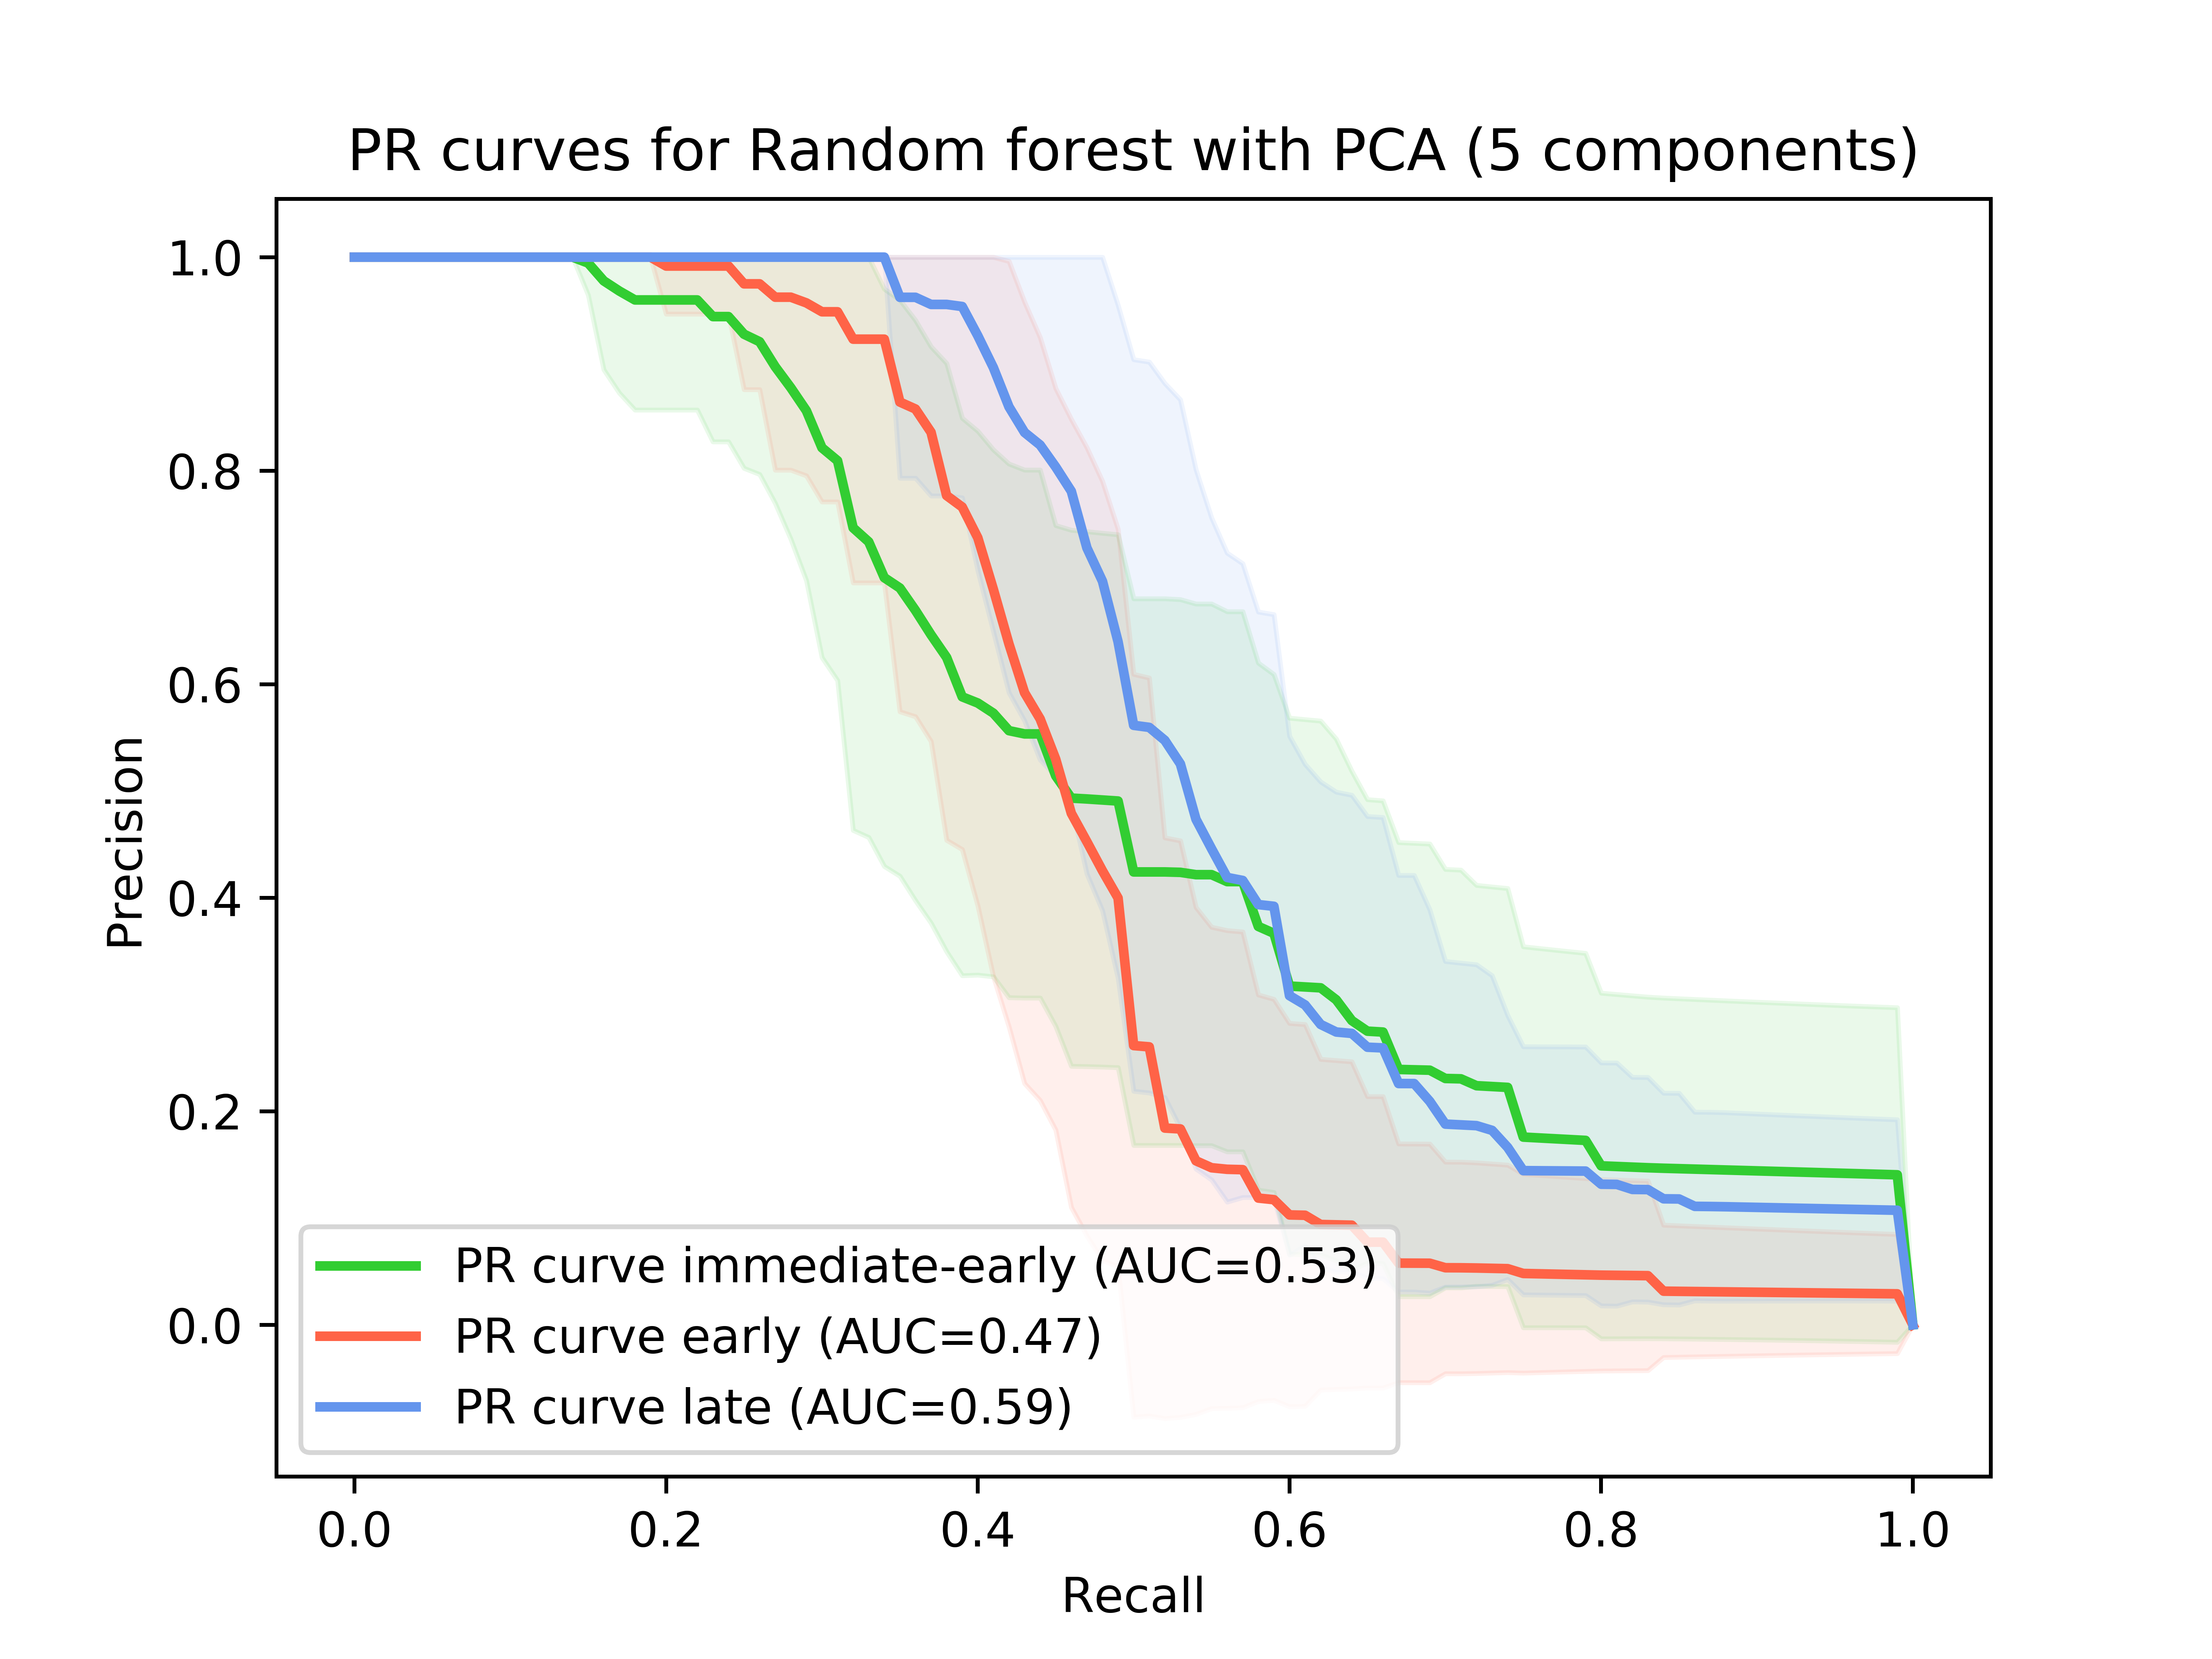 PR curves for Random forest with PCA (5 components)
1.0
0.8
0.6
0.4
0.2
0.0
Precision
PR curve immediate-early (AUC=0.53)
PR curve early (AUC=0.47)
PR curve late (AUC=0.59)
0.0 0.2 0.4 0.6 0.8 1.0
Recall